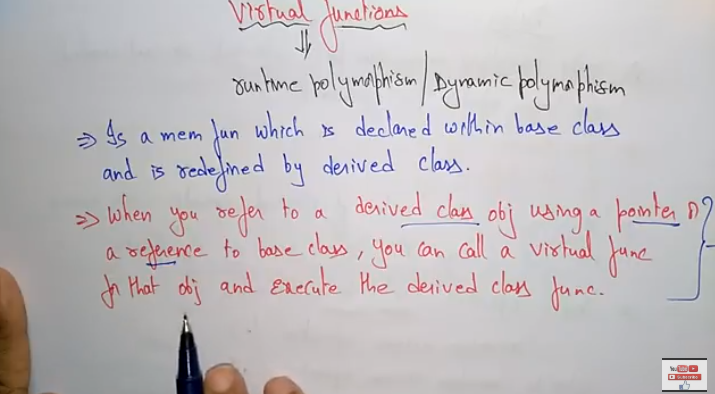 Virtual functions
runtime polymorphism / Dynamic polymorphism
⇒ Is a mem fun which is declared within base class
and is redefined by derived class.
⇒ When you refer to a derived class obj using a pointer or
a reference to base class, you can call a virtual func
for that obj and execute the derived class func.